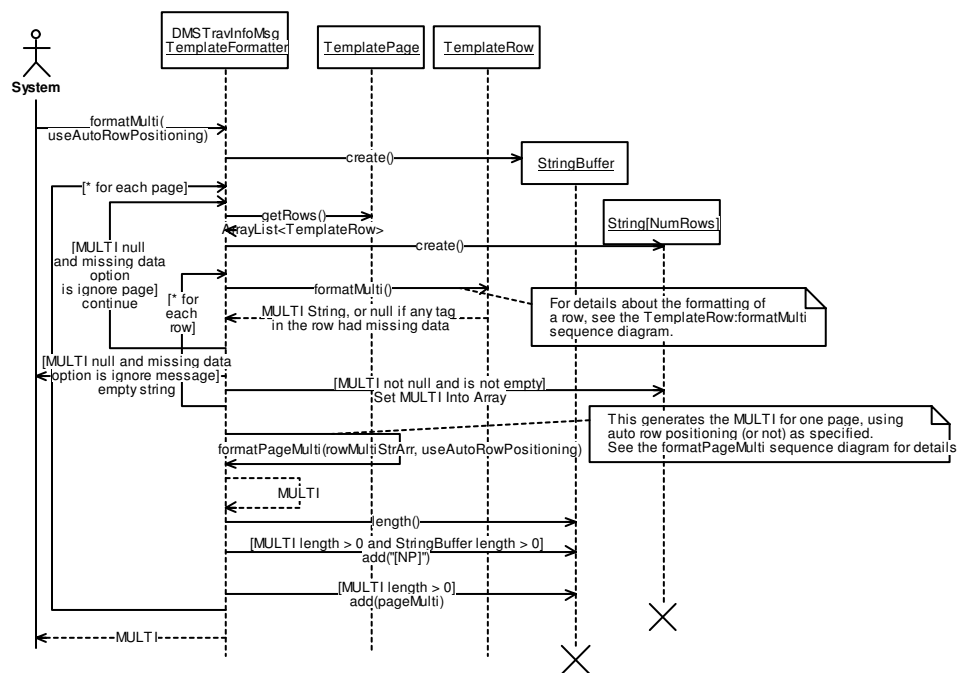 DMSTravInfoMsg
TemplateFormatter
TemplatePage
TemplateRow
System
formatMulti(
useAutoRowPositioning)
create()
StringBuffer
[* for each page]
getRows()
ArrayList<TemplateRow>
String[NumRows]
create()
[MULTI null
and missing data
option
is ignore page]
continue
[* for
each
row]
formatMulti()
MULTI String, or null if any tag
in the row had missing data
For details about the formatting of
a row, see the TemplateRow:formatMulti
sequence diagram.
[MULTI null and missing data
option is ignore message]
empty string
[MULTI not null and is not empty]
Set MULTI Into Array
This generates the MULTI for one page, using
auto row positioning (or not) as specified.
See the formatPageMulti sequence diagram for details
formatPageMulti(rowMultiStrArr, useAutoRowPositioning)
MULTI
length()
[MULTI length > 0 and StringBuffer length > 0]
add("[NP]")
[MULTI length > 0]
add(pageMulti)
MULTI